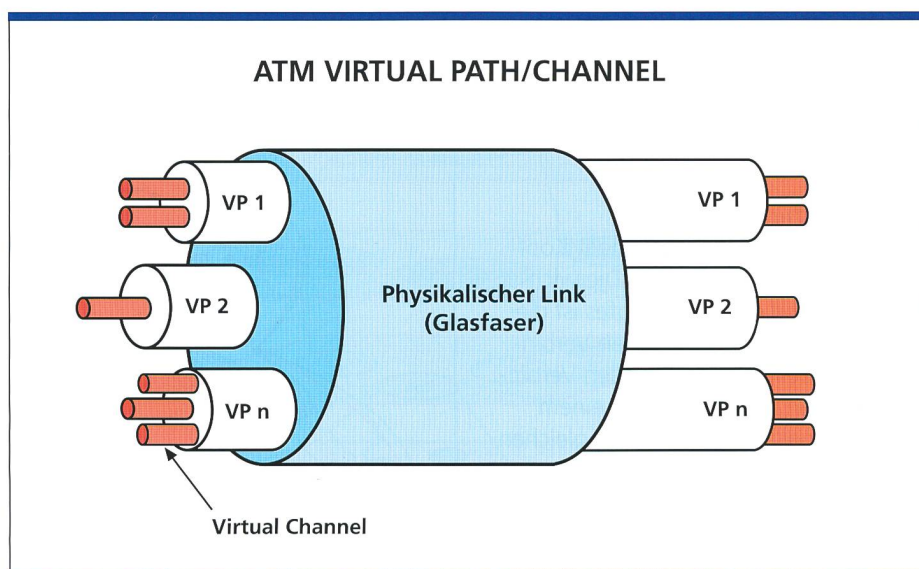 ATM VIRTUAL PATH/CHANNEL
VP 1
VP 1
VP 2
Physikalischer Link
(Glasfaser)
VP 2
VP n
VP n
Virtual Channel